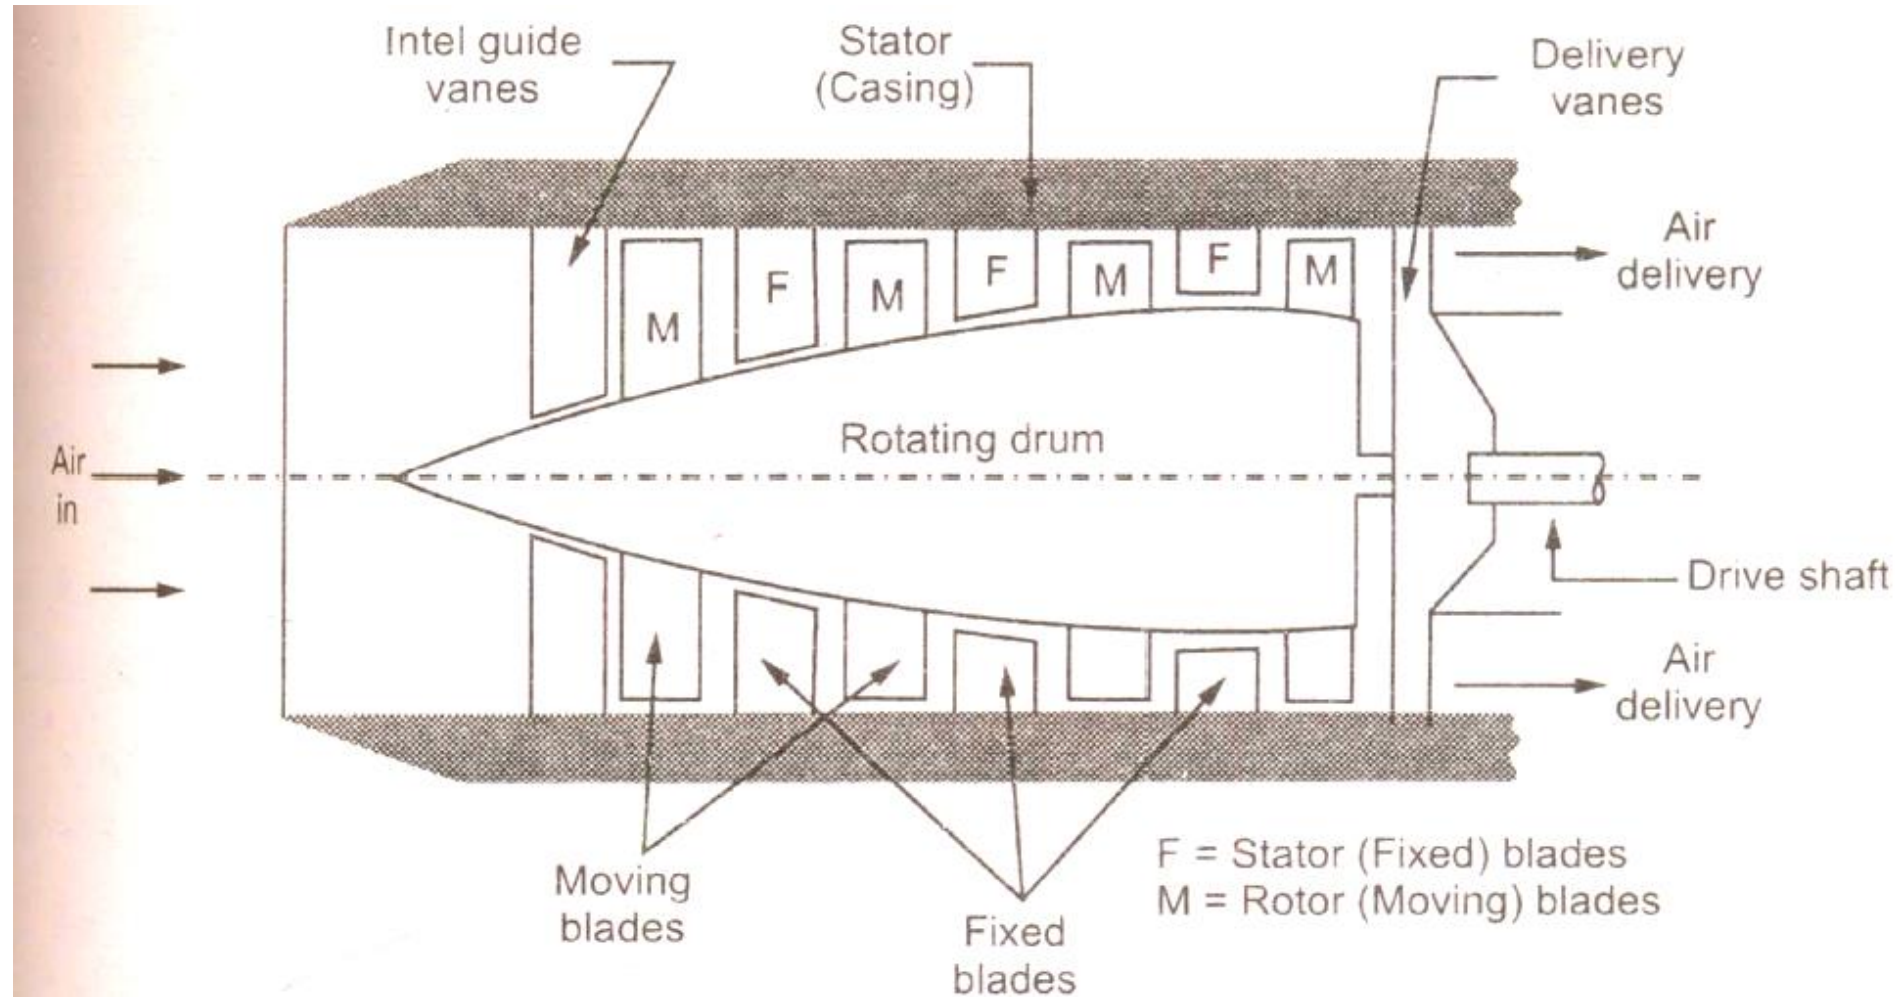 Intel guide
vanes
Stator
(Casing)
Delivery
vanes
M
F
M
F
M
F
M
Air
delivery
Rotating drum
Air
in
Drive shaft
Air
delivery
Moving
blades
Fixed
blades
F = Stator (Fixed) blades
M = Rotor (Moving) blades